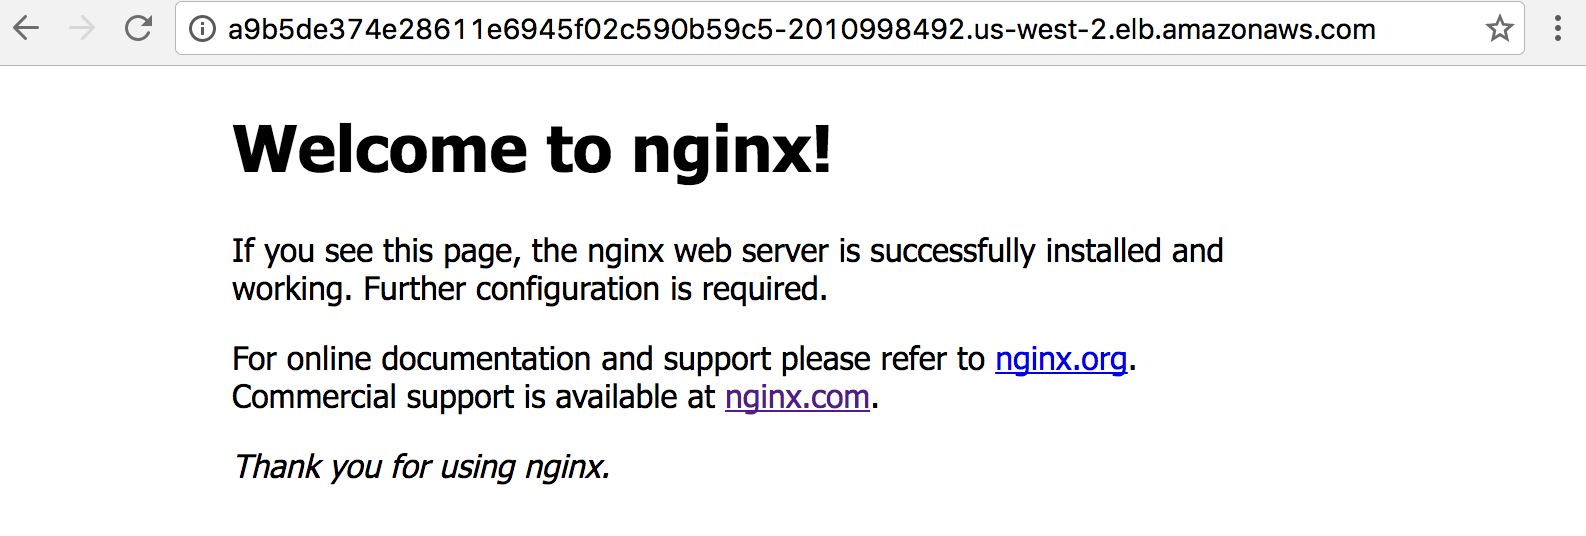 a9b5de374e28611e6945f02c590b59c5-2010998492.us-west-2.elb.amazonaws.com
Welcome to nginx!
If you see this page, the nginx web server is successfully installed and
working. Further configuration is required.
For online documentation and support please refer to nginx.org.
Commercial support is available at nginx.com.
Thank you for using nginx.